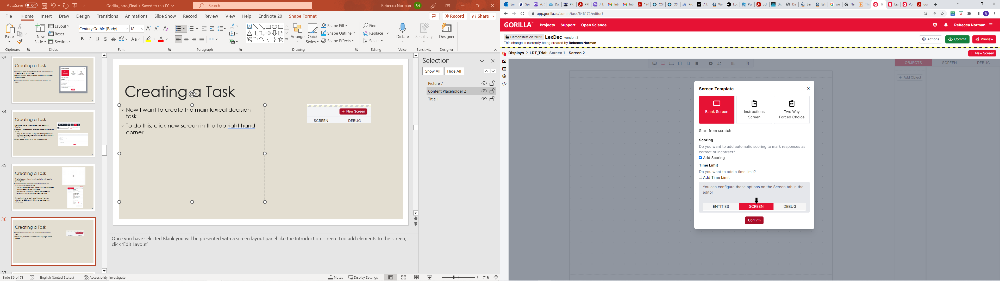 AutoSave Off
Gorilla_Intro_Final • Saved to this PC
Search
Rebecca Norman RN
File Home Insert Draw Design Transitions Animations Slide Show Record Review View Help EndNote 20 Shape Format
Record Share
Paste
New Slide
Layout
Reset
Section
Century Gothic (Body) 18
Arrange
Quick Styles
Shape Fill
Shape Outline
Shape Effects
Find
Replace
Select
Dictate
Sensitivity
Designer
Clipboard Slides Font Paragraph Drawing Editing Voice Sensitivity Designer
33
Creating a Task
34
Creating a Task
35
Creating a Task
36
Creating a Task
37
Creating a Task
Now I want to create the main lexical decision
task
To do this, click new screen in the top right hand
corner
+ New Screen
SCREEN DEBUG
Once you have selected Blank you will be presented with a screen layout panel like the Introduction screen. Too add elements to the screen,
click ‘Edit Layout’
Selection
Show All Hide All
Picture 7
Content Placeholder 2
Title 1
Slide 36 of 78 English (United States) Accessibility: Investigate Notes Display Settings 71%
app.gorilla.sc/admin/task/646172/editor?
GORILLA™ Projects Support Open Science Rebecca Norman
Demonstration 2023 LexDec version 3
This change is currently being created by Rebecca Norman
Actions Commit Preview
Displays > LDT_Trial: Screen 1 Screen 2
+ New Screen
OBJECTS SCREEN DEBUG
+ Add Object
Screen Template
Blank Screen
Instructions
Screen
Two Way
Forced Choice
Start from scratch
Scoring
Do you want to add automatic scoring to mark responses as
correct or incorrect?
Add Scoring
Time Limit
Do you want to add a time limit?
Add Time Limit
You can configure these options on the Screen tab in the
editor
ENTITIES SCREEN DEBUG
Confirm